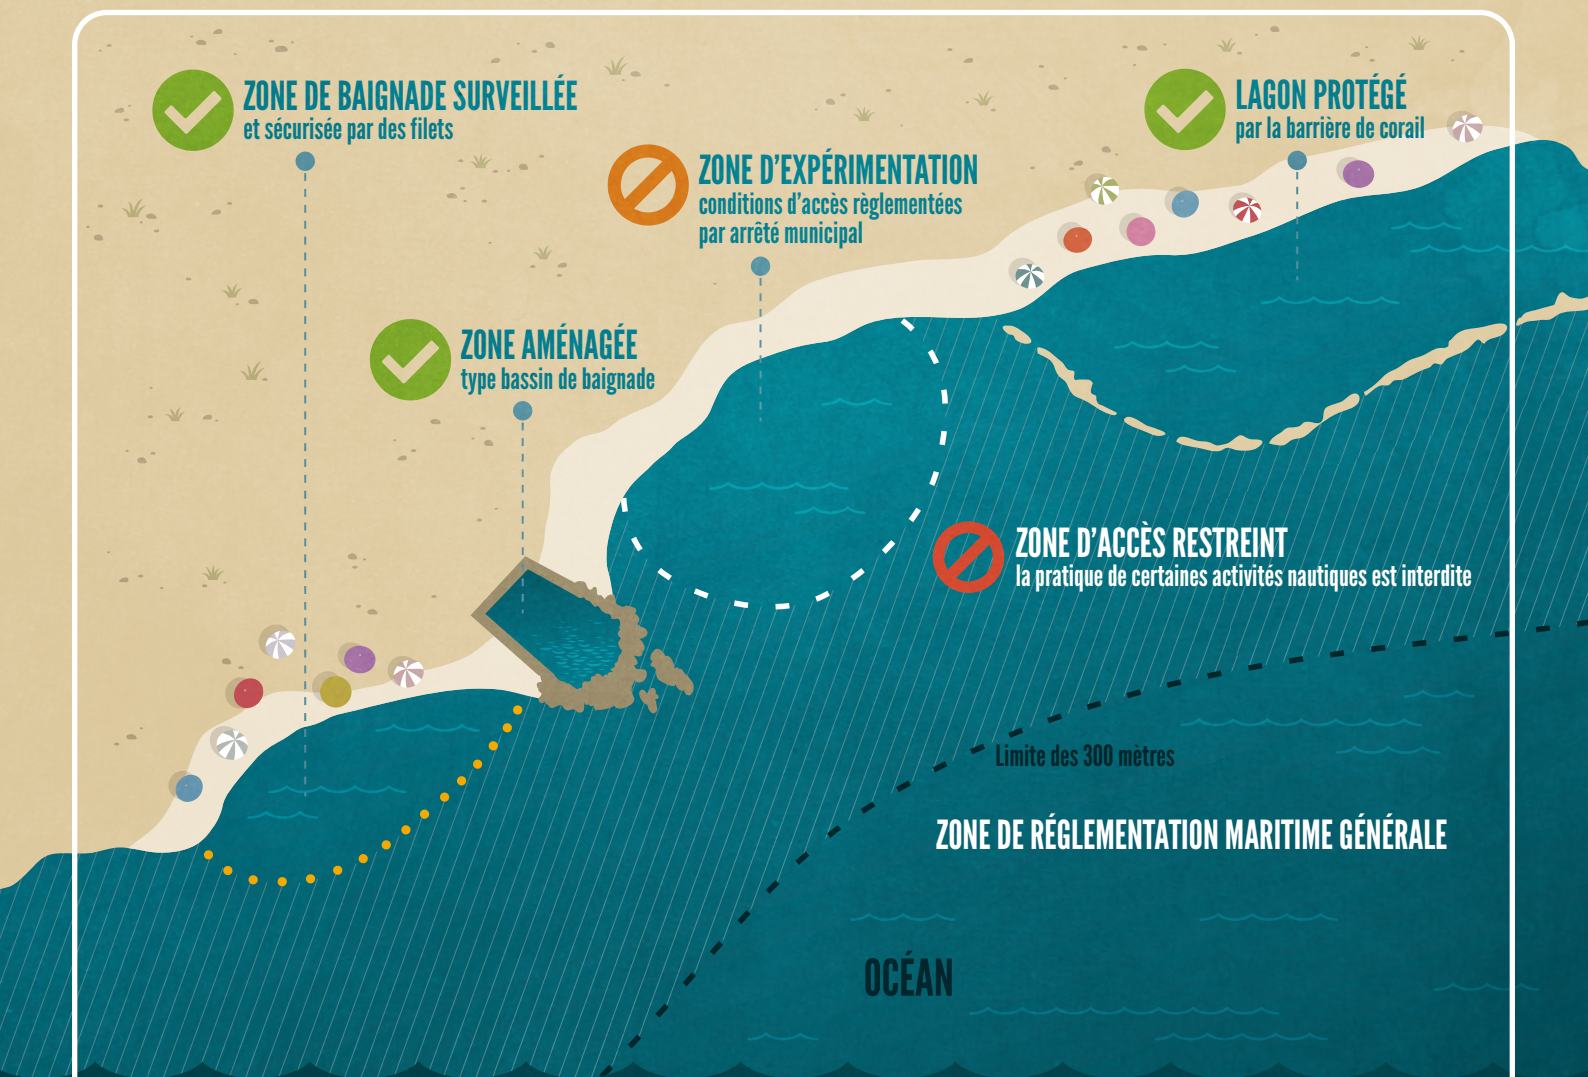 ZONE DE BAIGNADE SURVEILLÉE
et sécurisée par des filets
LAGON PROTÉGÉ
par la barrière de corail
ZONE D'EXPÉRIMENTATION
conditions d'accès règlementées
par arrêté municipal
ZONE AMÉNAGÉE
type bassin de baignade
ZONE D'ACCÈS RESTREINT
la pratique de certaines activités nautiques est interdite
Limite des 300 mètres
ZONE DE RÉGLEMENTATION MARITIME GÉNÉRALE
OCÉAN